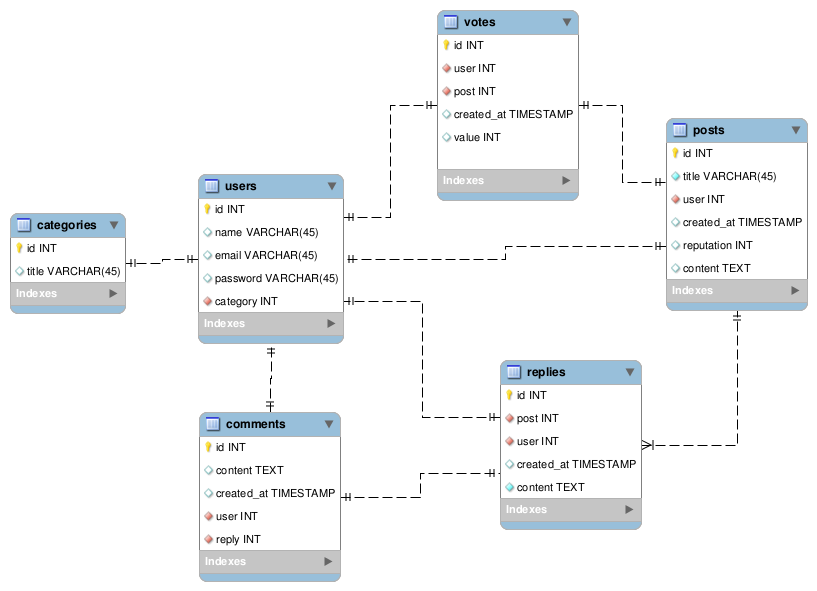 votes
id INT
user INT
post INT
created_at TIMESTAMP
value INT
Indexes
posts
id INT
title VARCHAR(45)
user INT
created_at TIMESTAMP
reputation INT
content TEXT
Indexes
users
id INT
name VARCHAR(45)
email VARCHAR(45)
password VARCHAR(45)
category INT
Indexes
categories
id INT
title VARCHAR(45)
Indexes
replies
id INT
post INT
user INT
created_at TIMESTAMP
content TEXT
Indexes
comments
id INT
content TEXT
created_at TIMESTAMP
user INT
reply INT
Indexes